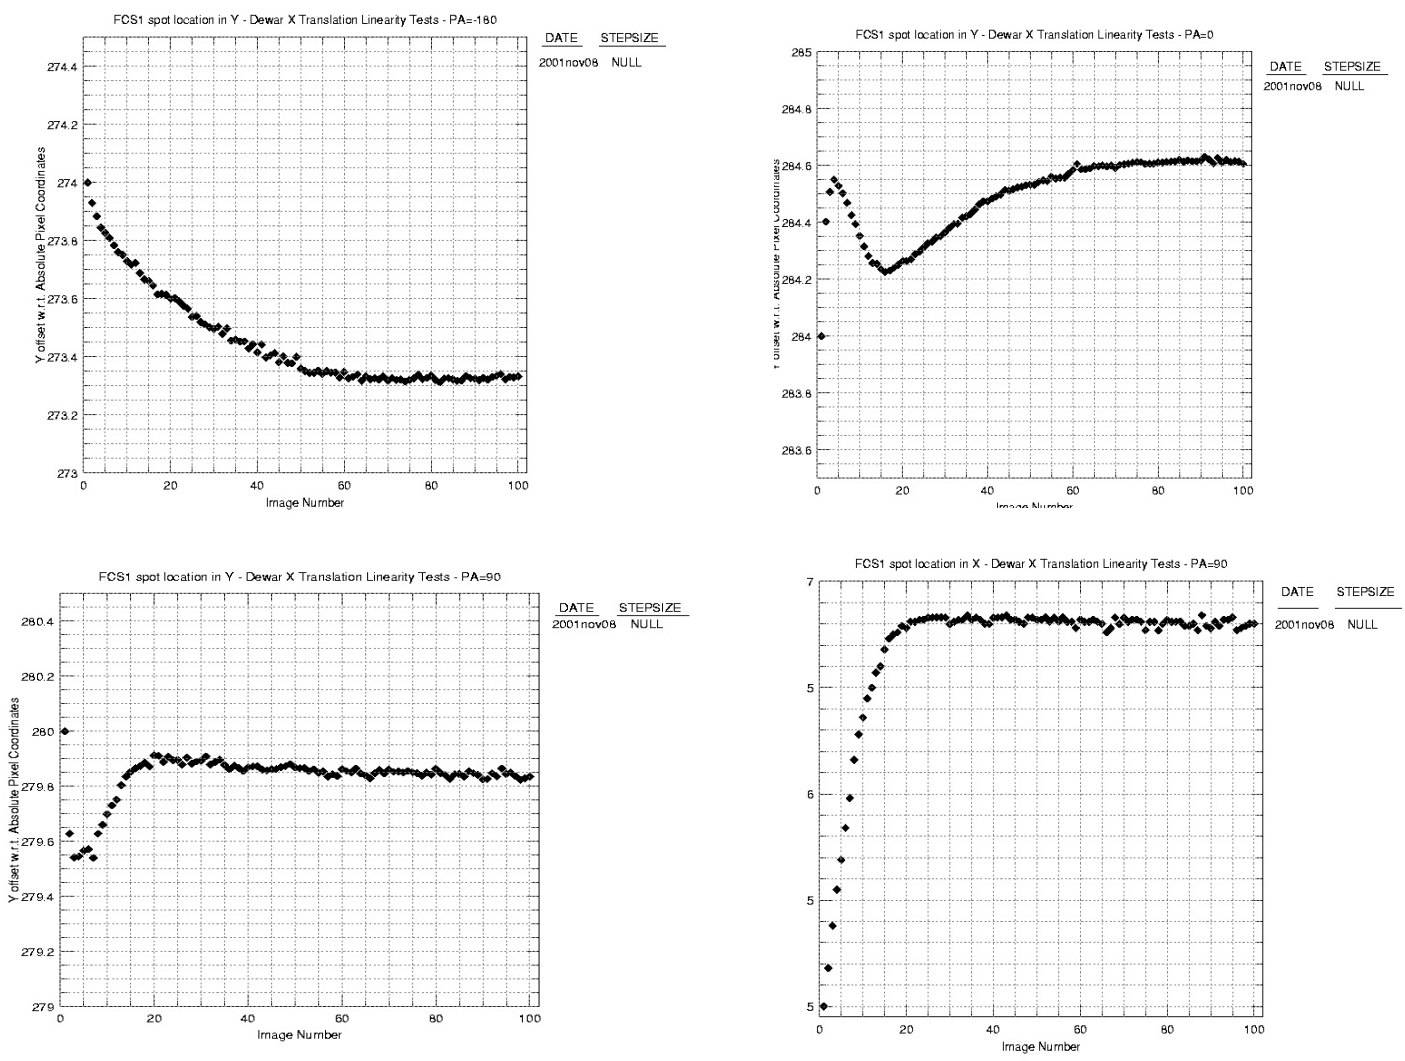 FCS1 spot location in Y - Dewar X Translation Linearity Tests - PA=-180
DATE STEPSIZE
2001nov08 NULL
274.4
274.2
274
273.8
273.6
273.4
273.2
273
Y offset w.r.t. Absolute Pixel Coordinates
0 20 40 60 80 100
Image Number
FCS1 spot location in Y - Dewar X Translation Linearity Tests - PA=0
DATE STEPSIZE
2001nov08 NULL
285
284.8
284.6
284.4
284.2
284
283.8
283.6
Y offset w.r.t. Absolute Pixel Coordinates
0 20 40 60 80 100
Image Number
FCS1 spot location in Y - Dewar X Translation Linearity Tests - PA=90
DATE STEPSIZE
2001nov08 NULL
280.4
280.2
280
279.8
279.6
279.4
279.2
279
Y offset w.r.t. Absolute Pixel Coordinates
0 20 40 60 80 100
Image Number
FCS1 spot location in X - Dewar X Translation Linearity Tests - PA=90
DATE STEPSIZE
2001nov08 NULL
7
5
6
5
5
0 20 40 60 80 100
Image Number